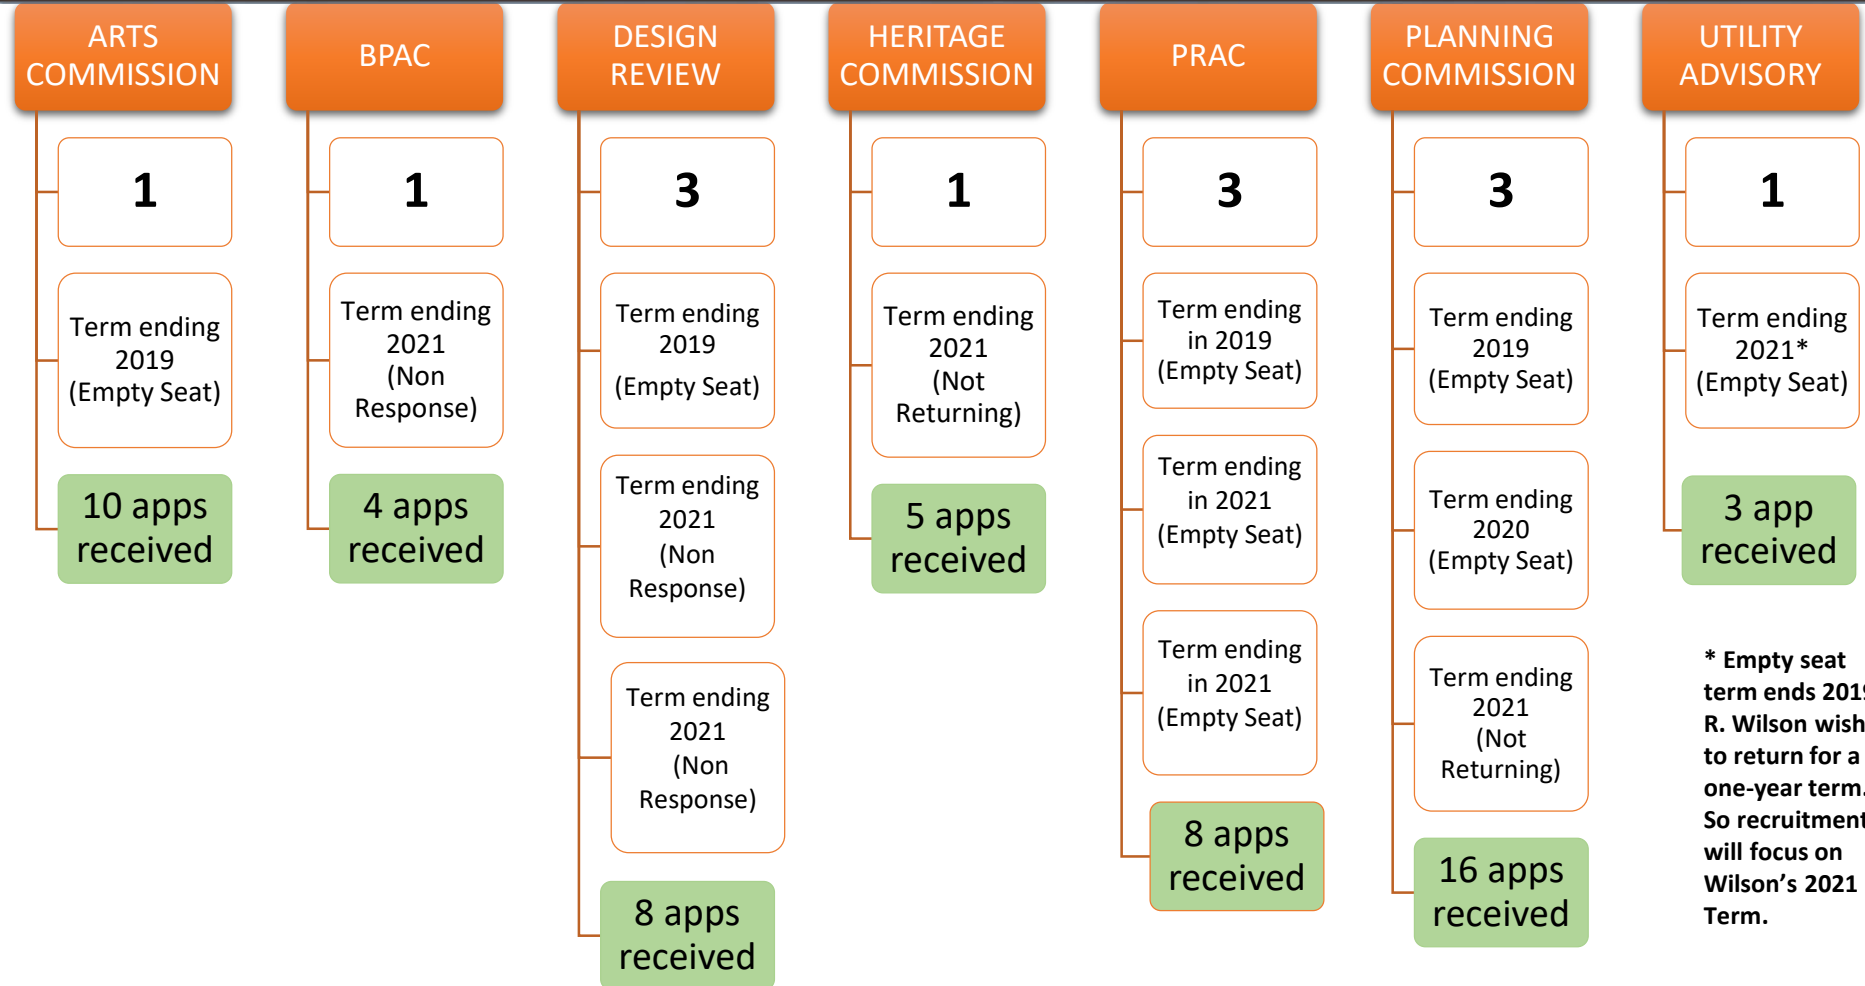 ARTS
COMMISSION
1
Term ending
2019
(Empty Seat)
10 apps
received
BPAC
1
Term ending
2021
(Non
Response)
4 apps
received
DESIGN
REVIEW
3
Term ending
2019
(Empty Seat)
Term ending
2021
(Non
Response)
Term ending
2021
(Non
Response)
8 apps
received
HERITAGE
COMMISSION
1
Term ending
2021
(Not
Returning)
5 apps
received
PRAC
3
Term ending
in 2019
(Empty Seat)
Term ending
in 2021
(Empty Seat)
Term ending
in 2021
(Empty Seat)
8 apps
received
PLANNING
COMMISSION
3
Term ending
2019
(Empty Seat)
Term ending
2020
(Empty Seat)
Term ending
2021
(Not
Returning)
16 apps
received
UTILITY
ADVISORY
1
Term ending
2021*
(Empty Seat)
3 app
received
* Empty seat
term ends 2019
R. Wilson wish
to return for a
one-year term.
So recruitment
will focus on
Wilson’s 2021
Term.